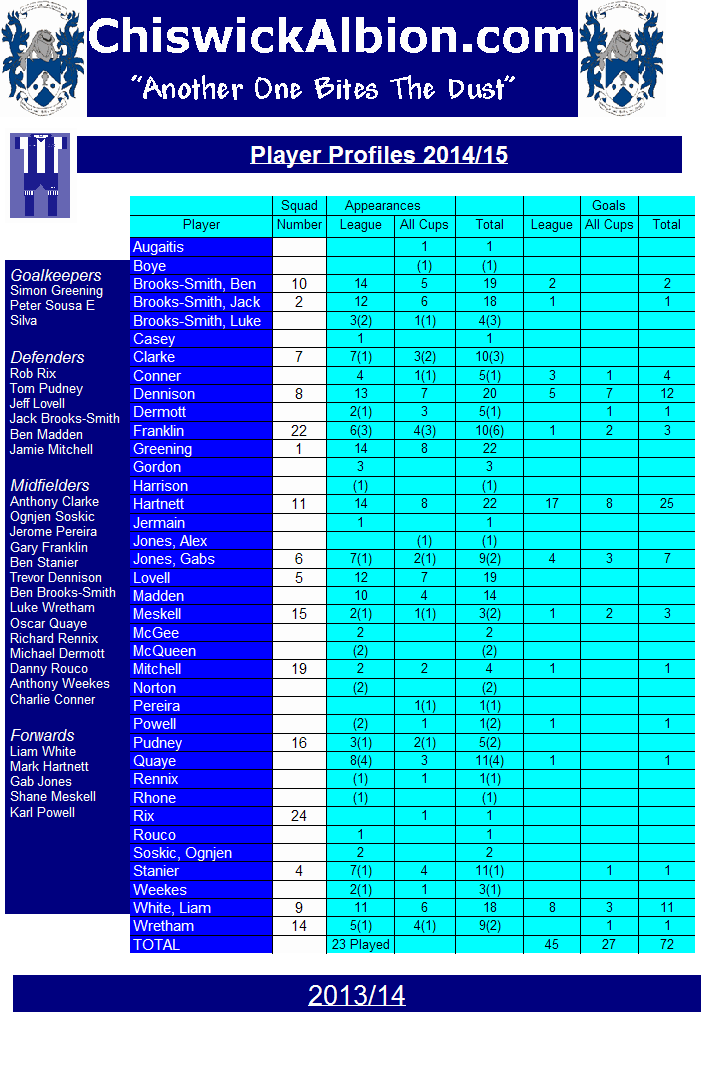 ChiswickAlbion.com
"Another One Bites The Dust"
Player Profiles 2014/15
Goalkeepers
Simon Greening
Peter Sousa E
Silva
Defenders
Rob Rix
Tom Pudney
Jeff Lovell
Jack Brooks-Smith
Ben Madden
Jamie Mitchell
Midfielders
Anthony Clarke
Ognjen Soskic
Jerome Pereira
Gary Franklin
Ben Stanier
Trevor Dennison
Ben Brooks-Smith
Luke Wretham
Oscar Quaye
Richard Rennix
Michael Dermott
Danny Rouco
Anthony Weekes
Charlie Conner
Forwards
Liam White
Mark Hartnett
Gab Jones
Shane Meskell
Karl Powell
Squad Appearances Goals
Player Number League All Cups Total League All Cups Total
Augaitis 1 1
Boye (1) (1)
Brooks-Smith, Ben 10 14 5 19 2 2
Brooks-Smith, Jack 2 12 6 18 1 1
Brooks-Smith, Luke 3(2) 1(1) 4(3)
Casey 1 1
Clarke 7 7(1) 3(2) 10(3)
Conner 4 1(1) 5(1) 3 1 4
Dennison 8 13 7 20 5 7 12
Dermott 2(1) 3 5(1) 1 1
Franklin 22 6(3) 4(3) 10(6) 1 2 3
Greening 1 14 8 22
Gordon 3 3
Harrison (1) (1)
Hartnett 11 14 8 22 17 8 25
Jermain 1 1
Jones, Alex (1) (1)
Jones, Gabs 6 7(1) 2(1) 9(2) 4 3 7
Lovell 5 12 7 19
Madden 10 4 14
Meskell 15 2(1) 1(1) 3(2) 1 2 3
McGee 2 2
McQueen (2) (2)
Mitchell 19 2 2 4 1 1
Norton (2) (2)
Pereira 1(1) 1(1)
Powell (2) 1 1(2) 1 1
Pudney 16 3(1) 2(1) 5(2)
Quaye 8(4) 3 11(4) 1 1
Rennix (1) 1 1(1)
Rhone (1) (1)
Rix 24 1 1
Rouco 1 1
Soskic, Ognjen 2 2
Stanier 4 7(1) 4 11(1) 1 1
Weekes 2(1) 1 3(1)
White, Liam 9 11 6 18 8 3 11
Wretham 14 5(1) 4(1) 9(2) 1 1
TOTAL 23 Played 45 27 72
2013/14